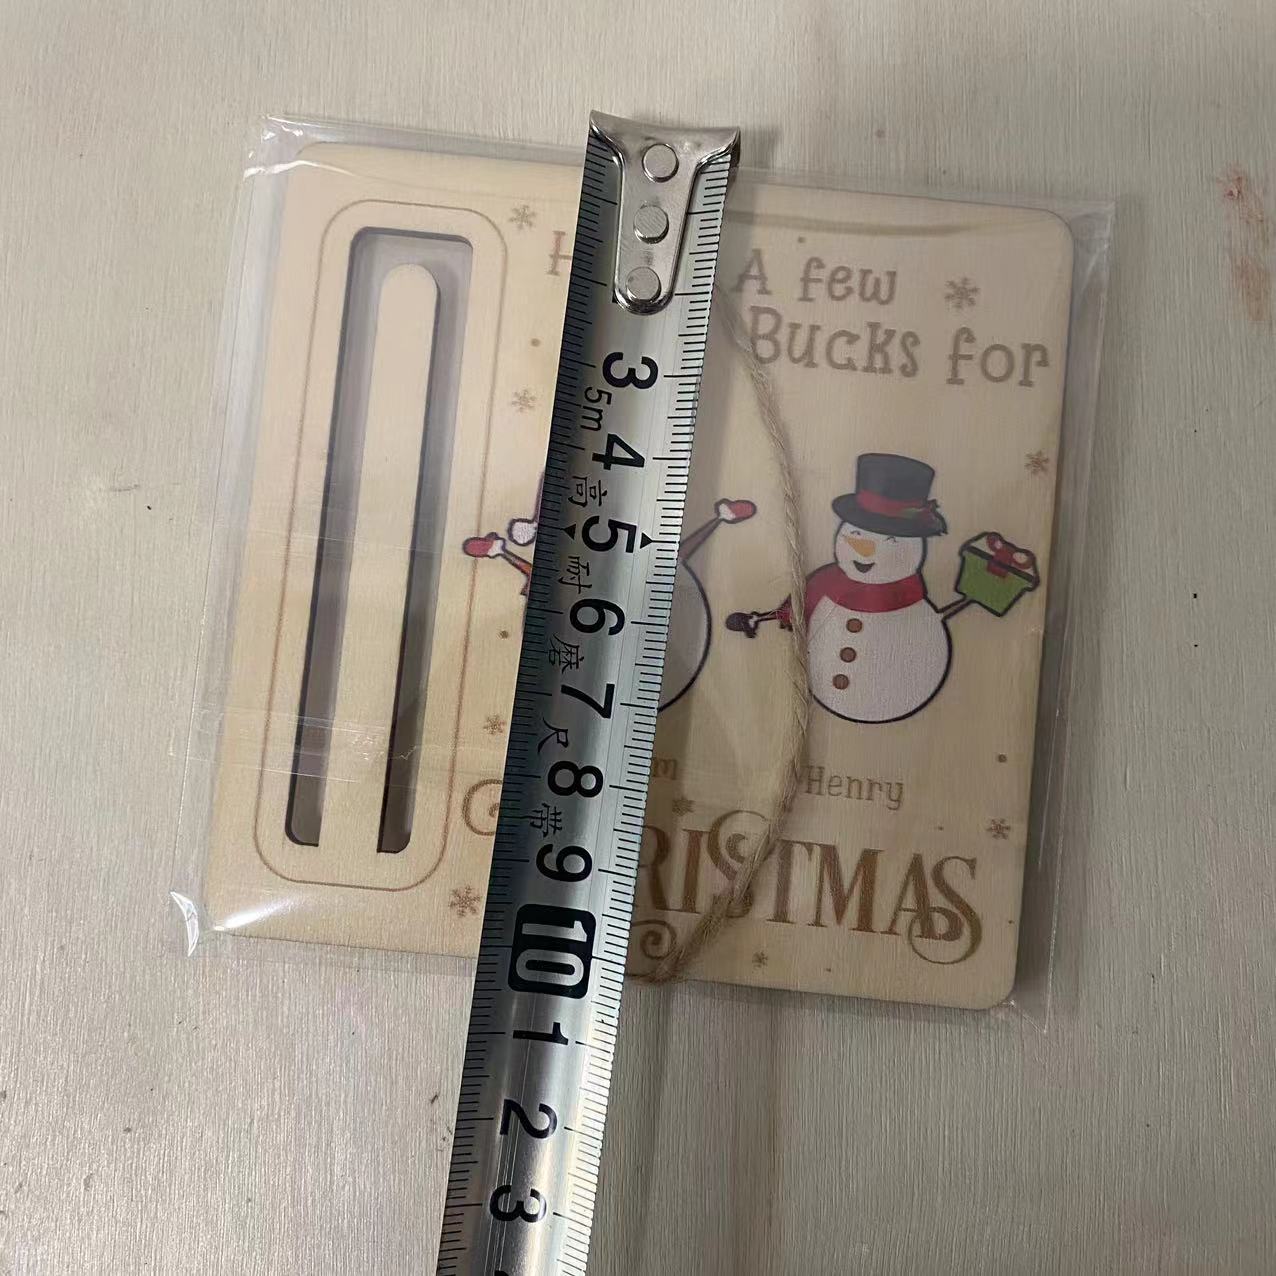 A few
Bucks for
Henry
RISTMAS
3
5m
4
高
5
耐
6
磨
7
尺
8
带
9
10
1
2
3